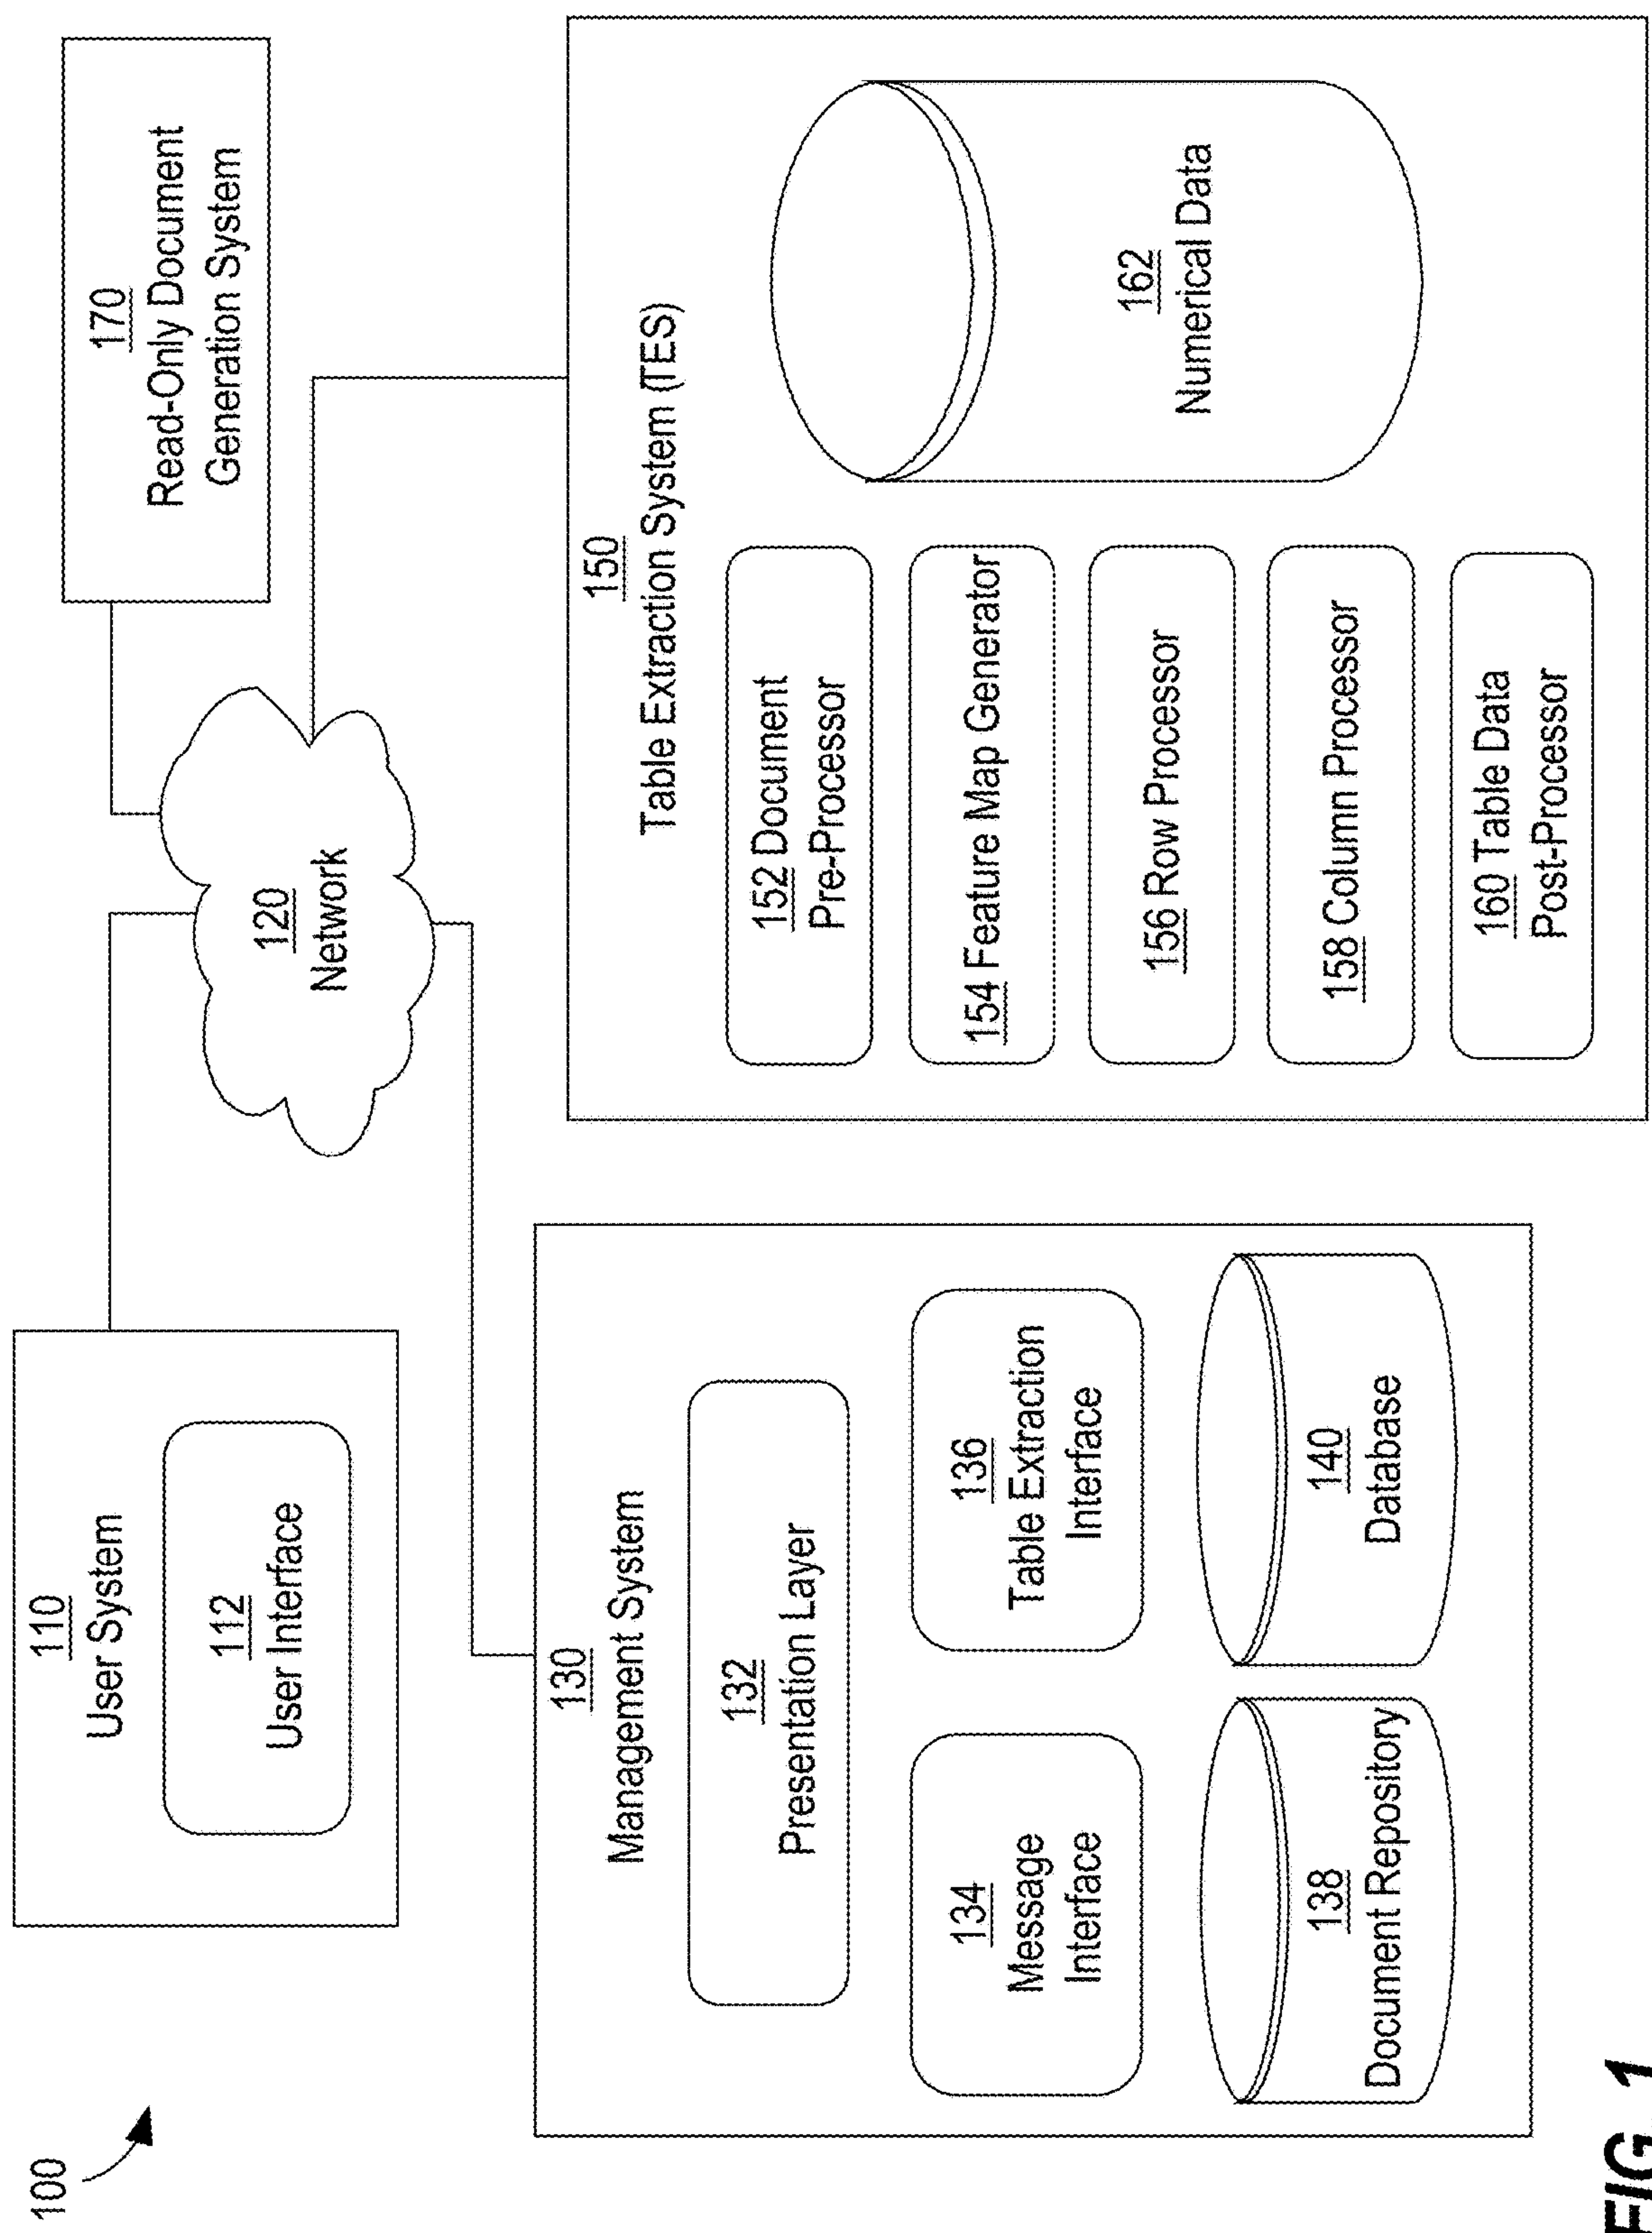 100
110
User System
112
User Interface
120
Network
170
Read-Only Document
Generation System
130
Management System
132
Presentation Layer
134
Message
Interface
136
Table Extraction
Interface
138
Document Repository
140
Database
150
Table Extraction System (TES)
152 Document
Pre-Processor
154 Feature Map Generator
156 Row Processor
158 Column Processor
160 Table Data
Post-Processor
162
Numerical Data
FIG. 1